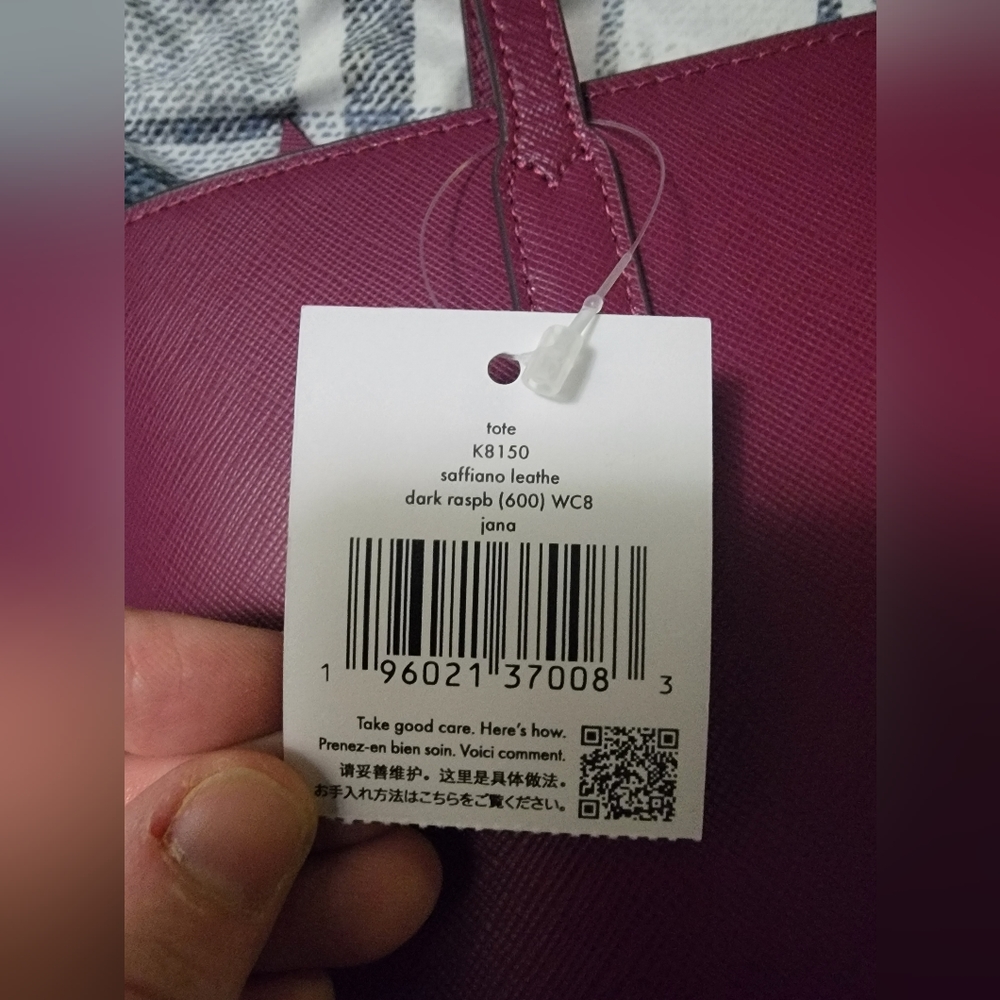 tote
K8150
saffiano leathe
dark raspb (600) WC8
jana
1 96021 37008 3
Take good care. Here's how.
Prenez-en bien soin. Voici comment.
请妥善维护。这里是具体做法。
お手入れ方法はこちらをご覧ください。